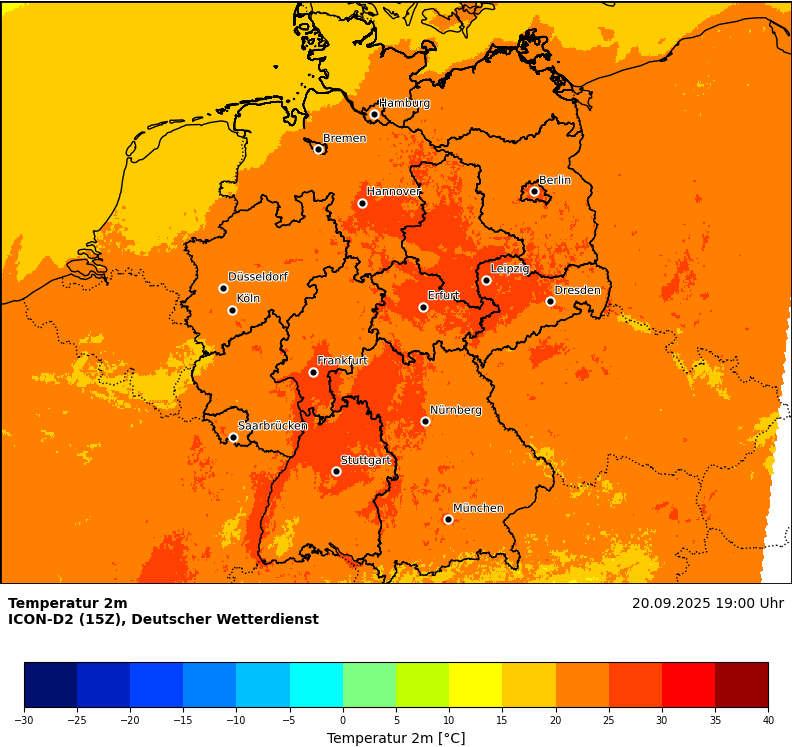 Hamburg
Bremen
Berlin
Hannover
Leipzig
Düsseldorf
Dresden
Köln
Erfurt
Frankfurt
Nürnberg
Saarbrücken
Stuttgart
München
Temperatur 2m
20.09.2025 19:00 Uhr
ICON-D2 (15Z), Deutscher Wetterdienst
−30 −25 −20 −15 −10 −5 0 5 10 15 20 25 30 35 40
Temperatur 2m [°C]